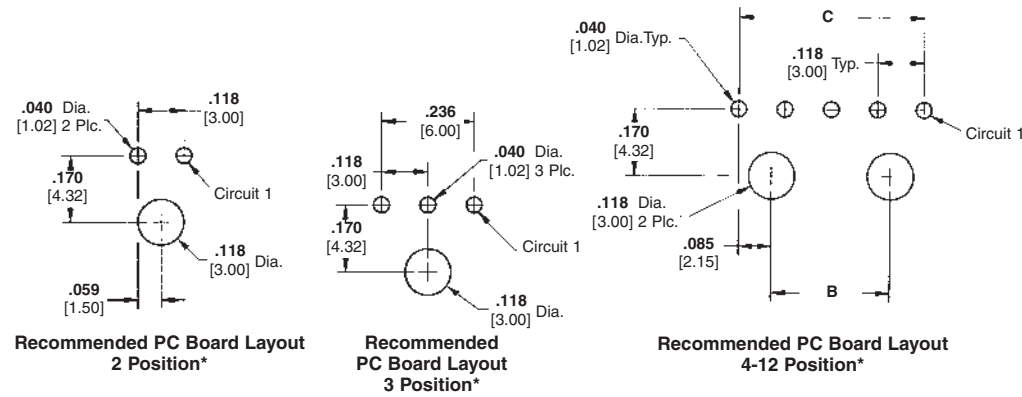 .040 Dia.
[1.02] 2 Plc.
.118
[3.00]
.170
[4.32]
Circuit 1
.118
[3.00] Dia.
.059
[1.50]
Recommended PC Board Layout
2 Position*
.236
[6.00]
.118
[3.00]
.040 Dia.
[1.02] 3 Plc.
.170
[4.32]
Circuit 1
.118
[3.00] Dia.
Recommended
PC Board Layout
3 Position*
C
.040
[1.02] Dia.Typ.
.118
[3.00] Typ.
Circuit 1
.170
[4.32]
.118 Dia.
[3.00] 2 Plc.
.085
[2.15]
B
Recommended PC Board Layout
4-12 Position*